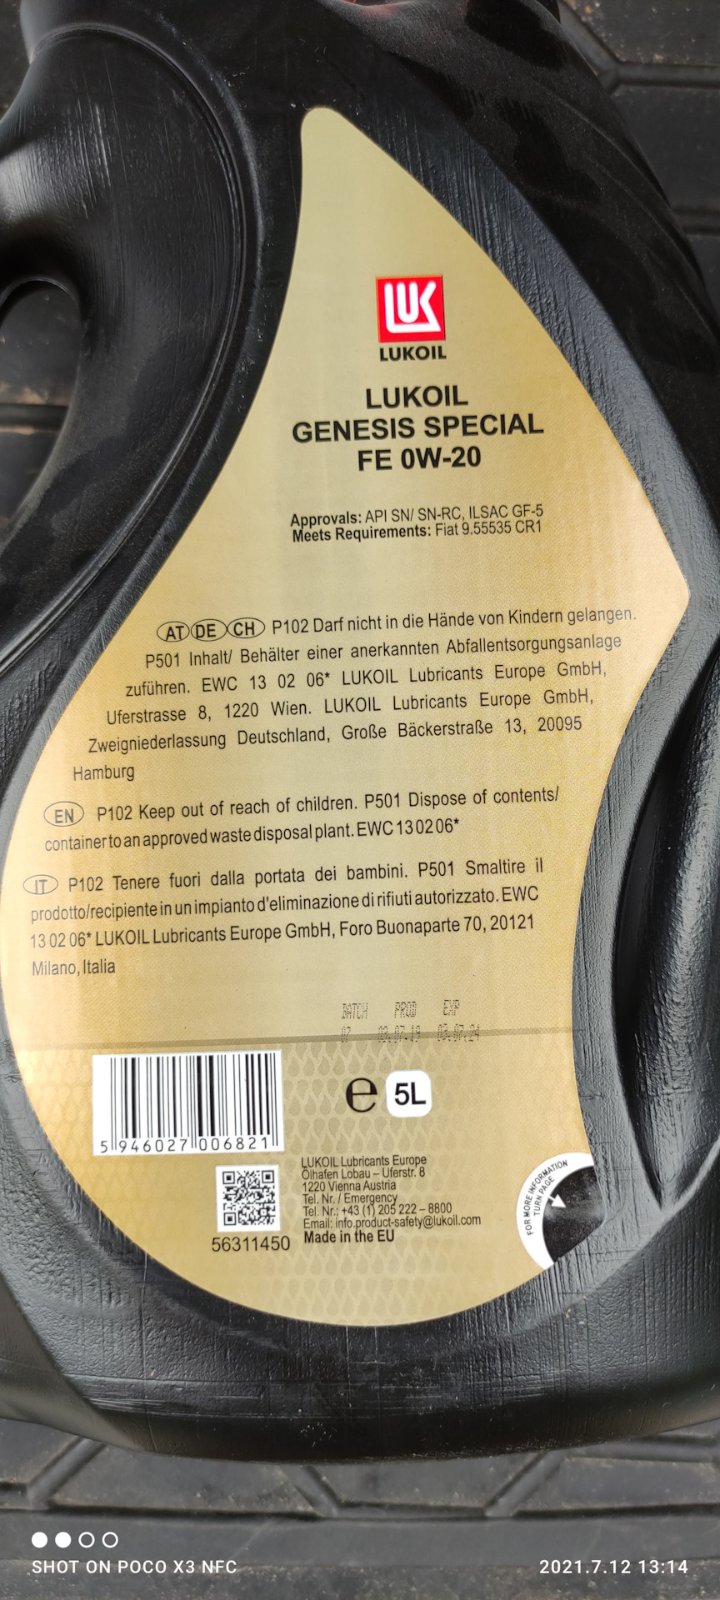 LUK
LUKOIL
LUKOIL
GENESIS SPECIAL
FE 0W-20
Approvals: API SN/ SN-RC, ILSAC GF-5
Meets Requirements: Fiat 9.55535 CR1
AT DE CH P102 Darf nicht in die Hände von Kindern gelangen.
P501 Inhalt/ Behälter einer anerkannten Abfallentsorgungsanlage
zuführen. EWC 13 02 06* LUKOIL Lubricants Europe GmbH,
Uferstrasse 8, 1220 Wien. LUKOIL Lubricants Europe GmbH,
Zweigniederlassung Deutschland, Große Bäckerstraße 13, 20095
Hamburg
EN P102 Keep out of reach of children. P501 Dispose of contents/
container to an approved waste disposal plant. EWC 13 02 06*
IT P102 Tenere fuori dalla portata dei bambini. P501 Smaltire il
prodotto/recipiente in un impianto d'eliminazione di rifiuti autorizzato. EWC
13 02 06* LUKOIL Lubricants Europe GmbH, Foro Buonaparte 70, 20121
Milano, Italia
BATCH PROD EXP
07
e 5L
5 946027 006821
LUKOIL Lubricants Europe
Ölhafen Lobau – Uferstr. 8
1220 Vienna Austria
Tel. Nr. / Emergency
Tel. Nr.: +43 (1) 205 222 – 8800
Email: info.product-safety@lukoil.com
Made in the EU
56311450
FOR MORE INFORMATION
TURN PAGE
SHOT ON POCO X3 NFC
2021.7.12 13:14